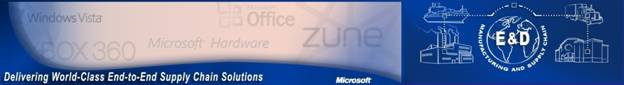 Windows Vista
Microsoft
Office
zune
XBOX 360
Microsoft Hardware
Delivering World-Class End-to-End Supply Chain Solutions
Microsoft
E&D
MANUFACTURING AND SUPPLY CHAIN